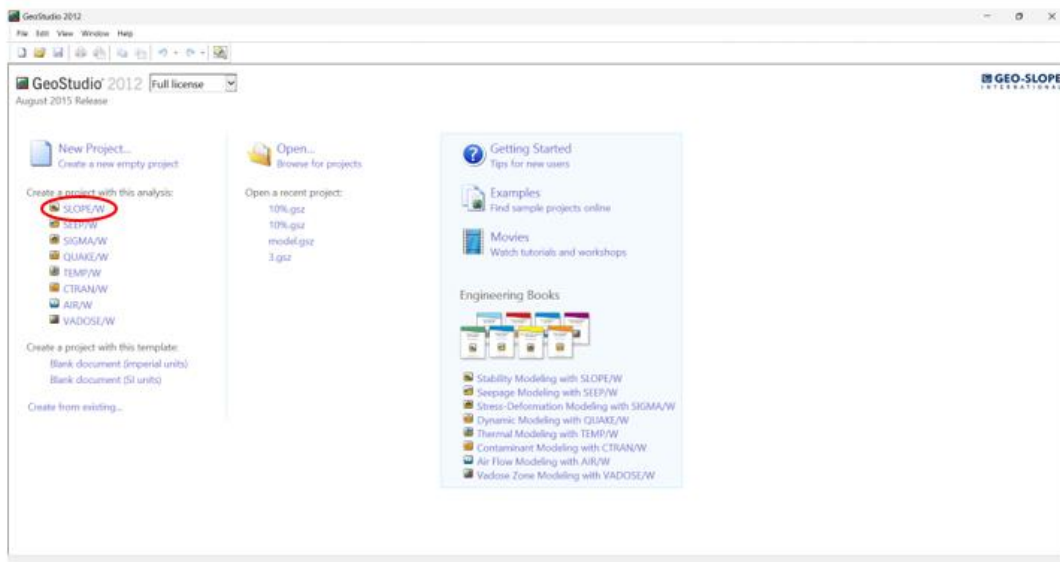 GeoStudio 2012
File Edit View Window Help
GeoStudio 2012 Full license
August 2015 Release
GEO-SLOPE
INTERNATIONAL
New Project...
Create a new empty project
Create a project with this analysis:
SLOPE/W
SEEP/W
SIGMA/W
QUAKE/W
TEMP/W
CTRAN/W
AIR/W
VADOSE/W
Create a project with this template:
Blank document (imperial units)
Blank document (SI units)
Create from existing...
Open...
Browse for projects
Open a recent project:
10%.gsz
10%.gsz
model.gsz
3.gsz
Getting Started
Tips for new users
Examples
Find sample projects online
Movies
Watch tutorials and workshops
Engineering Books
Stability Modeling with SLOPE/W
Seepage Modeling with SEEP/W
Stress-Deformation Modeling with SIGMA/W
Dynamic Modeling with QUAKE/W
Thermal Modeling with TEMP/W
Contaminant Modeling with CTRAN/W
Air Flow Modeling with AIR/W
Vadose Zone Modeling with VADOSE/W